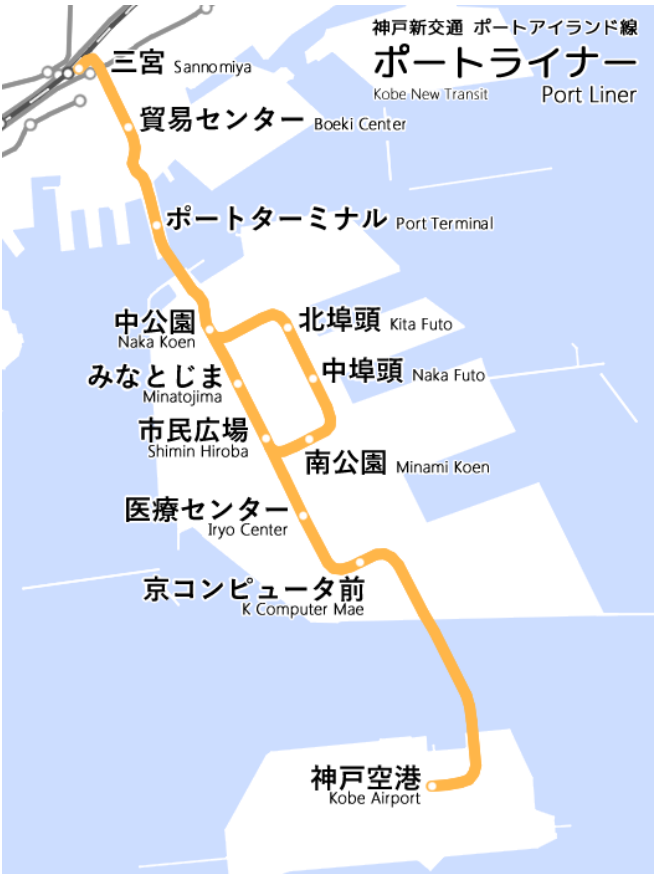 神戸新交通 ポートアイランド線
ポートライナー
Kobe New Transit Port Liner
三宮 Sannomiya
貿易センター Boeki Center
ポートターミナル Port Terminal
中公園
Naka Koen
北埠頭 Kita Futo
みなとじま
Minatojima
中埠頭 Naka Futo
市民広場
Shimin Hiroba
南公園 Minami Koen
医療センター
Iryo Center
京コンピュータ前
K Computer Mae
神戸空港
Kobe Airport